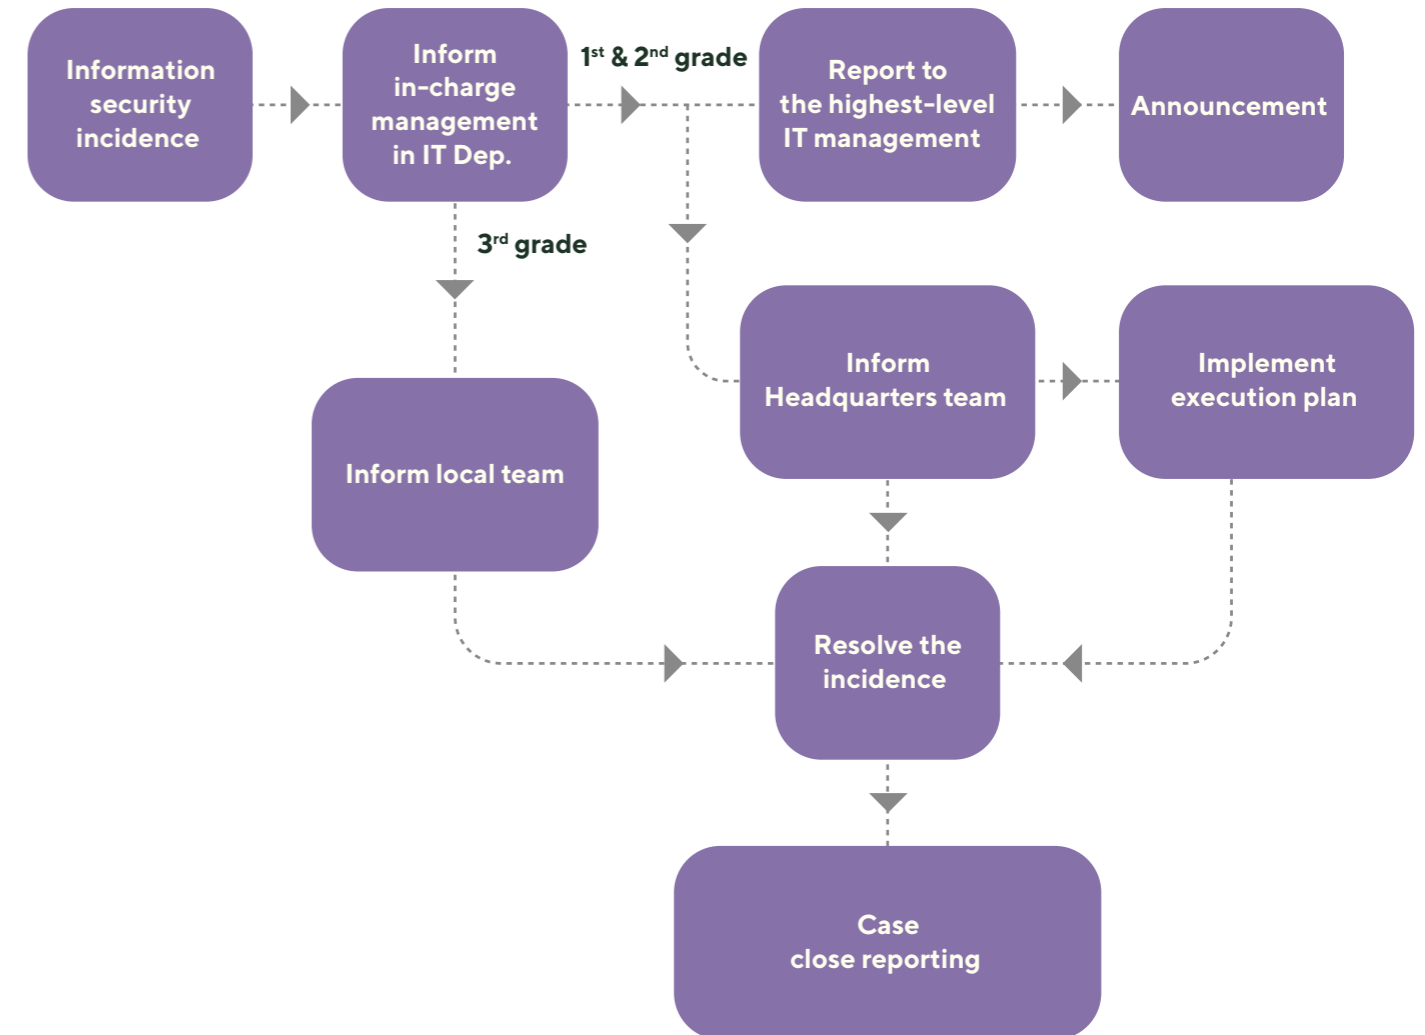 Information
security
incidence
Inform
in-charge
management
in IT Dep.
1st & 2nd grade
Report to
the highest-level
IT management
Announcement
3rd grade
Inform
Headquarters team
Implement
execution plan
Inform local team
Resolve the
incidence
Case
close reporting